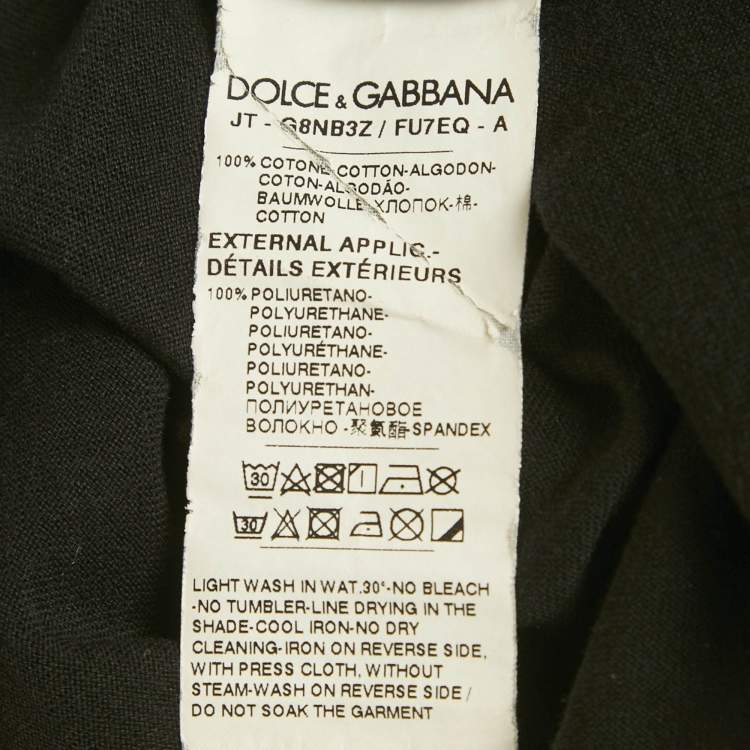 DOLCE & GABBANA
JT - G8NB3Z / FU7EQ - A
100% COTONE COTTON-ALGODON-
COTON-ALGODÃO-
BAUMWOLLE-ХЛОПОК-棉-
COTTON
EXTERNAL APPLIC.-
DÉTAILS EXTÉRIEURS
100% POLIURETANO-
POLYURETHANE-
POLIURETANO-
POLYURÉTHANE-
POLIURETANO-
POLYURETHAN-
ПОЛИУРЕТАНОВОЕ
ВОЛОКНО -聚氨酯-SPANDEX
30
30
LIGHT WASH IN WAT.30°-NO BLEACH
-NO TUMBLER-LINE DRYING IN THE
SHADE-COOL IRON-NO DRY
CLEANING-IRON ON REVERSE SIDE,
WITH PRESS CLOTH, WITHOUT
STEAM-WASH ON REVERSE SIDE /
DO NOT SOAK THE GARMENT